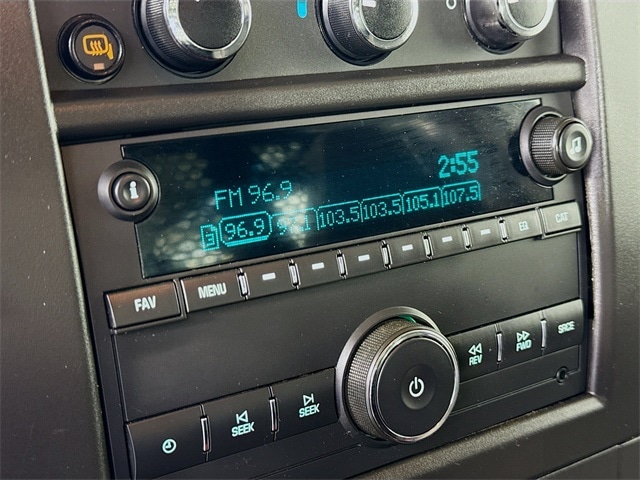 FM 96.9
2:55
3 96.9 103.5 103.5 105.1 107.5
FAV
MENU
EQ
CAT
REV
FWD
SRCE
SEEK
SEEK
i